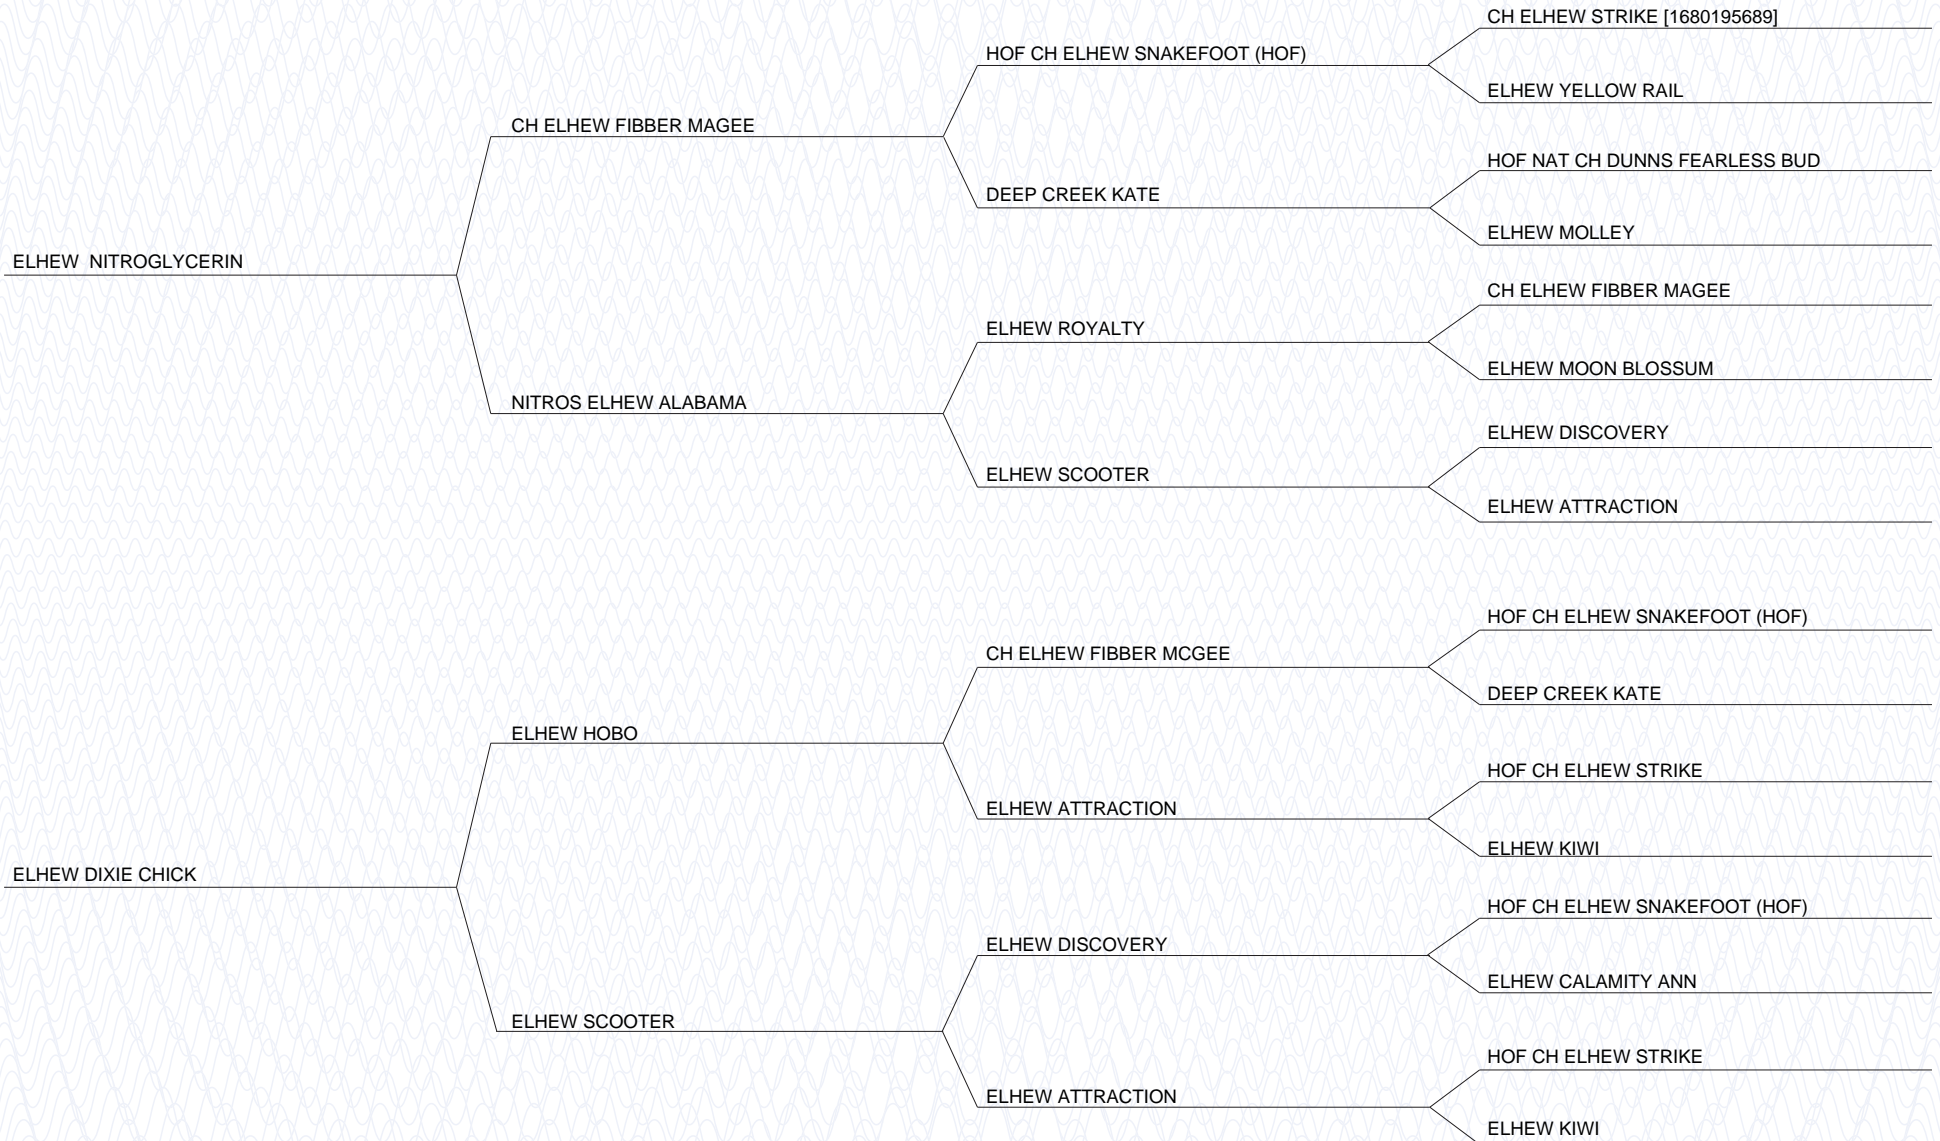 CH ELHEW STRIKE [1680195689]
HOF CH ELHEW SNAKEFOOT (HOF)
ELHEW YELLOW RAIL
CH ELHEW FIBBER MAGEE
HOF NAT CH DUNNS FEARLESS BUD
DEEP CREEK KATE
ELHEW MOLLEY
ELHEW  NITROGLYCERIN
CH ELHEW FIBBER MAGEE
ELHEW ROYALTY
ELHEW MOON BLOSSUM
NITROS ELHEW ALABAMA
ELHEW DISCOVERY
ELHEW SCOOTER
ELHEW ATTRACTION
HOF CH ELHEW SNAKEFOOT (HOF)
CH ELHEW FIBBER MCGEE
DEEP CREEK KATE
ELHEW HOBO
HOF CH ELHEW STRIKE
ELHEW ATTRACTION
ELHEW KIWI
ELHEW DIXIE CHICK
HOF CH ELHEW SNAKEFOOT (HOF)
ELHEW DISCOVERY
ELHEW CALAMITY ANN
ELHEW SCOOTER
HOF CH ELHEW STRIKE
ELHEW ATTRACTION
ELHEW KIWI